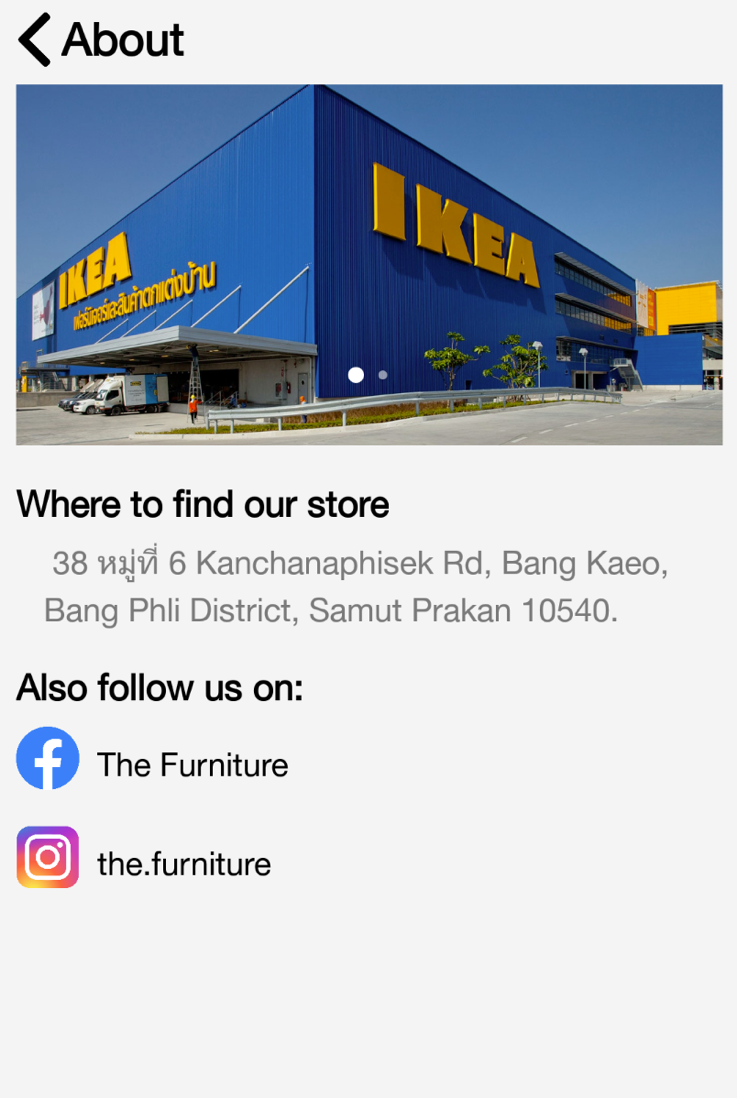 About
IKEA
IKEA
เฟอร์นิเจอร์และสินค้าตกแต่งบ้าน
Where to find our store
38 หมู่ที่ 6 Kanchanaphisek Rd, Bang Kaeo,
Bang Phli District, Samut Prakan 10540.
Also follow us on:
The Furniture
the.furniture